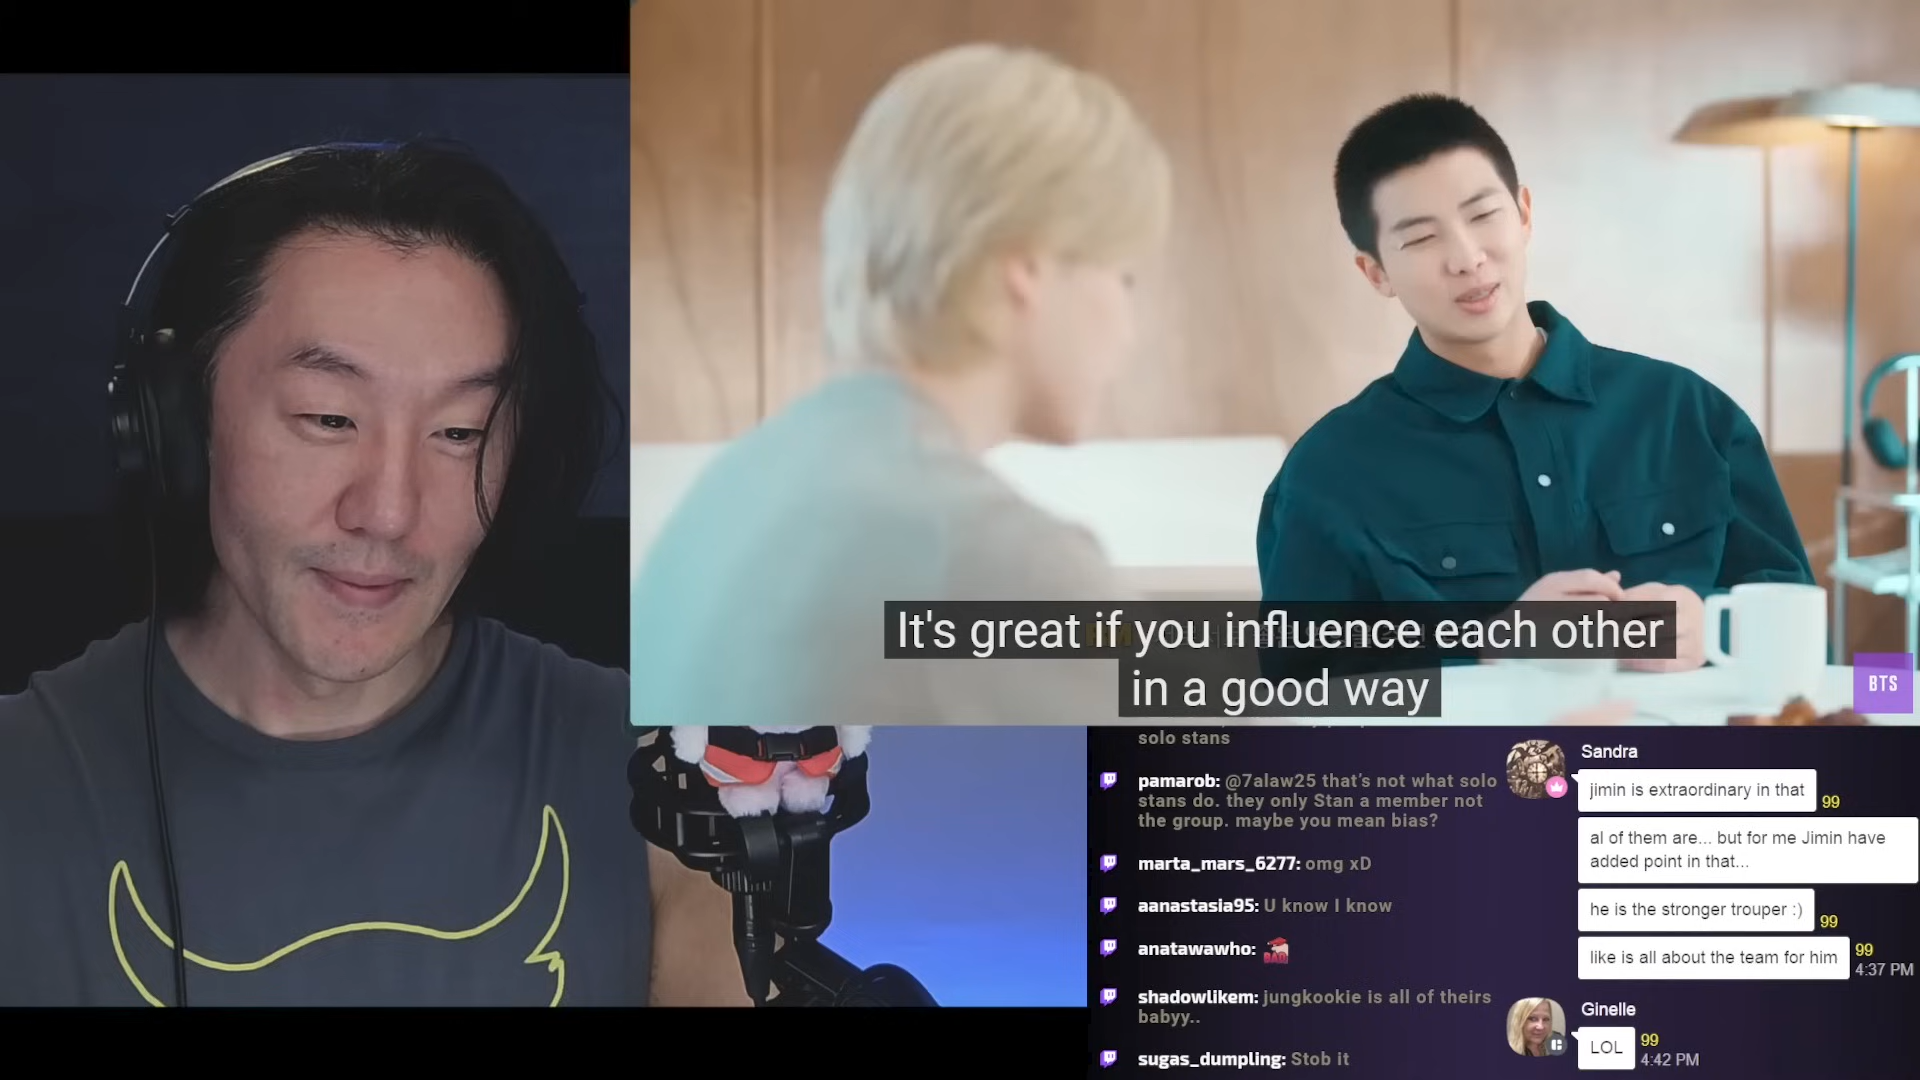 It's great if you influence each other
in a good way
BTS
solo stans
pamarob: @7alaw25 that's not what solo
stans do. they only Stan a member not
the group. maybe you mean bias?
marta_mars_6277: omg xD
aanastasia95: U know I know
anatawawho:
BAD
shadowlikem: jungkookie is all of theirs
babyy..
sugas_dumpling: Stob it
Sandra
jimin is extraordinary in that
99
al of them are... but for me Jimin have
added point in that...
he is the stronger trouper :)
99
like is all about the team for him
99
4:37 PM
Ginelle
LOL
99
4:42 PM